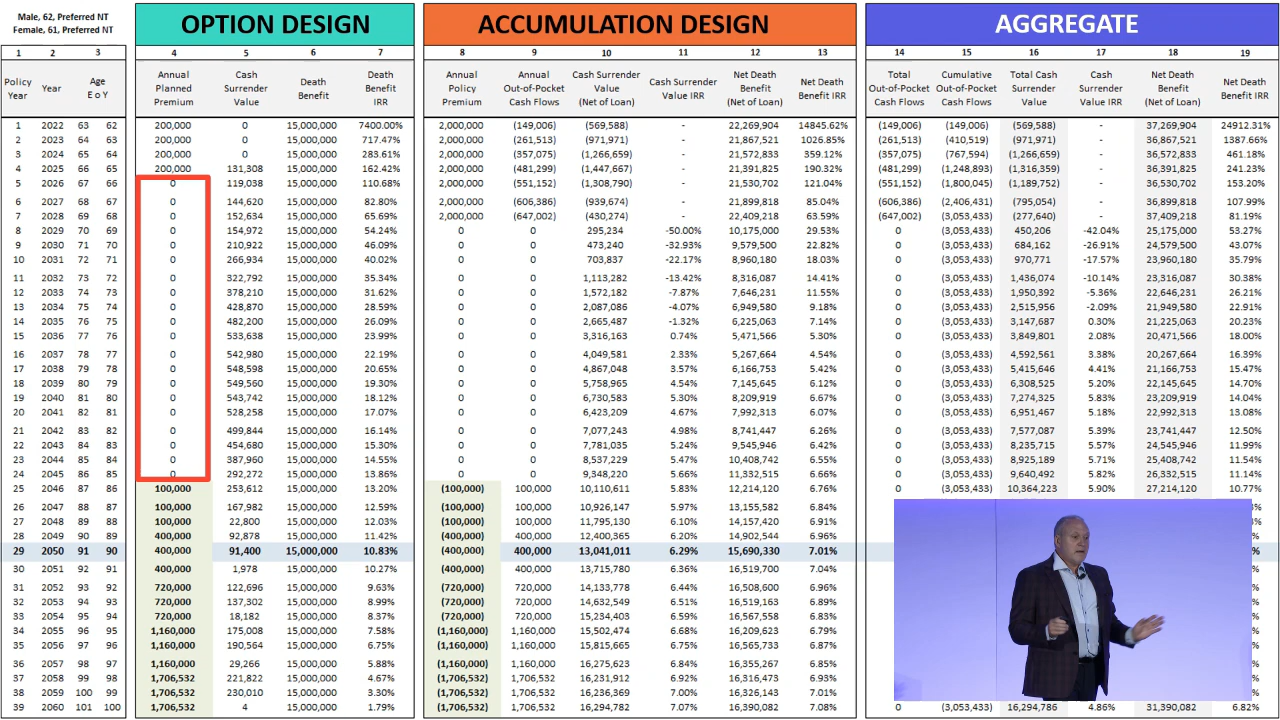 Male, 62, Preferred NT
Female, 61, Preferred NT
OPTION DESIGN
ACCUMULATION DESIGN
AGGREGATE
1 2 3 4 5 6 7 8 9 10 11 12 13 14 15 16 17 18 19
Policy Year Year Age E o Y Annual Planned Premium Cash Surrender Value Death Benefit Death Benefit IRR Annual Policy Premium Annual Out-of-Pocket Cash Flows Cash Surrender Value (Net of Loan) Cash Surrender Value IRR Net Death Benefit (Net of Loan) Net Death Benefit IRR Total Out-of-Pocket Cash Flows Cumulative Out-of-Pocket Cash Flows Total Cash Surrender Value Cash Surrender Value IRR Net Death Benefit (Net of Loan) Net Death Benefit IRR
1 2022 63 62 200,000 0 15,000,000 7400.00% 2,000,000 (149,006) (569,588) - 22,269,904 14845.62% (149,006) (149,006) (569,588) - 37,269,904 24912.31%
2 2023 64 63 200,000 0 15,000,000 717.47% 2,000,000 (261,513) (971,971) - 21,867,521 1026.85% (261,513) (410,519) (971,971) - 36,867,521 1387.66%
3 2024 65 64 200,000 0 15,000,000 283.61% 2,000,000 (357,075) (1,266,659) - 21,572,833 359.12% (357,075) (767,594) (1,266,659) - 36,572,833 461.18%
4 2025 66 65 200,000 131,308 15,000,000 162.42% 2,000,000 (481,299) (1,447,667) - 21,391,825 190.32% (481,299) (1,248,893) (1,316,359) - 36,391,825 241.23%
5 2026 67 66 0 119,038 15,000,000 110.68% 2,000,000 (551,152) (1,308,790) - 21,530,702 121.04% (551,152) (1,800,045) (1,189,752) - 36,530,702 153.20%
6 2027 68 67 0 144,620 15,000,000 82.80% 2,000,000 (606,386) (939,674) - 21,899,818 85.04% (606,386) (2,406,431) (795,054) - 36,899,818 107.99%
7 2028 69 68 0 152,634 15,000,000 65.69% 2,000,000 (647,002) (430,274) - 22,409,218 63.59% (647,002) (3,053,433) (277,640) - 37,409,218 81.19%
8 2029 70 69 0 154,972 15,000,000 54.24% 0 0 295,234 -50.00% 10,175,000 29.53% 0 (3,053,433) 450,206 -42.04% 25,175,000 53.27%
9 2030 71 70 0 210,922 15,000,000 46.09% 0 0 473,240 -32.93% 9,579,500 22.82% 0 (3,053,433) 684,162 -26.91% 24,579,500 43.07%
10 2031 72 71 0 266,934 15,000,000 40.02% 0 0 703,837 -22.17% 8,960,180 18.03% 0 (3,053,433) 970,771 -17.57% 23,960,180 35.79%
11 2032 73 72 0 322,792 15,000,000 35.34% 0 0 1,113,282 -13.42% 8,316,087 14.41% 0 (3,053,433) 1,436,074 -10.14% 23,316,087 30.38%
12 2033 74 73 0 378,210 15,000,000 31.62% 0 0 1,572,182 -7.87% 7,646,231 11.55% 0 (3,053,433) 1,950,392 -5.36% 22,646,231 26.21%
13 2034 75 74 0 428,870 15,000,000 28.59% 0 0 2,087,086 -4.07% 6,949,580 9.18% 0 (3,053,433) 2,515,956 -2.09% 21,949,580 22.91%
14 2035 76 75 0 482,200 15,000,000 26.09% 0 0 2,665,487 -1.32% 6,225,063 7.14% 0 (3,053,433) 3,147,687 0.30% 21,225,063 20.23%
15 2036 77 76 0 533,638 15,000,000 23.99% 0 0 3,316,163 0.74% 5,471,566 5.30% 0 (3,053,433) 3,849,801 2.08% 20,471,566 18.00%
16 2037 78 77 0 542,980 15,000,000 22.19% 0 0 4,049,581 2.33% 5,267,664 4.54% 0 (3,053,433) 4,592,561 3.38% 20,267,664 16.39%
17 2038 79 78 0 548,598 15,000,000 20.65% 0 0 4,867,048 3.57% 6,166,753 5.42% 0 (3,053,433) 5,415,646 4.41% 21,166,753 15.47%
18 2039 80 79 0 549,560 15,000,000 19.30% 0 0 5,758,965 4.54% 7,145,645 6.12% 0 (3,053,433) 6,308,525 5.20% 22,145,645 14.70%
19 2040 81 80 0 543,742 15,000,000 18.12% 0 0 6,730,583 5.30% 8,209,919 6.67% 0 (3,053,433) 7,274,325 5.83% 23,209,919 14.04%
20 2041 82 81 0 528,258 15,000,000 17.07% 0 0 6,423,209 4.67% 7,992,313 6.07% 0 (3,053,433) 6,951,467 5.18% 22,992,313 13.08%
21 2042 83 82 0 499,844 15,000,000 16.14% 0 0 7,077,243 4.98% 8,741,447 6.26% 0 (3,053,433) 7,577,087 5.39% 23,741,447 12.50%
22 2043 84 83 0 454,680 15,000,000 15.30% 0 0 7,781,035 5.24% 9,545,946 6.42% 0 (3,053,433) 8,235,715 5.57% 24,545,946 11.99%
23 2044 85 84 0 387,960 15,000,000 14.55% 0 0 8,537,229 5.47% 10,408,742 6.55% 0 (3,053,433) 8,925,189 5.71% 25,408,742 11.54%
24 2045 86 85 0 292,272 15,000,000 13.86% 0 0 9,348,220 5.66% 11,332,515 6.66% 0 (3,053,433) 9,640,492 5.82% 26,332,515 11.14%
25 2046 87 86 100,000 253,612 15,000,000 13.20% (100,000) 100,000 10,110,611 5.83% 12,214,120 6.76% 0 (3,053,433) 10,364,223 5.90% 27,214,120 10.77%
26 2047 88 87 100,000 167,982 15,000,000 12.59% (100,000) 100,000 10,926,147 5.97% 13,155,582 6.84%
27 2048 89 88 100,000 22,800 15,000,000 12.03% (100,000) 100,000 11,795,130 6.10% 14,157,420 6.91%
28 2049 90 89 400,000 92,878 15,000,000 11.42% (400,000) 400,000 12,400,365 6.20% 14,902,544 6.96%
29 2050 91 90 400,000 91,400 15,000,000 10.83% (400,000) 400,000 13,041,011 6.29% 15,690,330 7.01%
30 2051 92 91 400,000 1,978 15,000,000 10.27% (400,000) 400,000 13,715,780 6.36% 16,519,700 7.04%
31 2052 93 92 720,000 122,696 15,000,000 9.63% (720,000) 720,000 14,133,778 6.44% 16,508,600 6.96%
32 2053 94 93 720,000 137,302 15,000,000 8.99% (720,000) 720,000 14,632,549 6.51% 16,519,163 6.89%
33 2054 95 94 720,000 18,182 15,000,000 8.37% (720,000) 720,000 15,234,403 6.59% 16,567,558 6.83%
34 2055 96 95 1,160,000 175,008 15,000,000 7.58% (1,160,000) 1,160,000 15,502,474 6.68% 16,209,623 6.79%
35 2056 97 96 1,160,000 190,564 15,000,000 6.75% (1,160,000) 1,160,000 15,815,667 6.75% 16,565,733 6.87%
36 2057 98 97 1,160,000 29,266 15,000,000 5.88% (1,160,000) 1,160,000 16,275,623 6.84% 16,355,267 6.85%
37 2058 99 98 1,706,532 221,822 15,000,000 4.67% (1,706,532) 1,706,532 16,231,912 6.92% 16,316,473 6.93%
38 2059 100 99 1,706,532 230,010 15,000,000 3.30% (1,706,532) 1,706,532 16,236,369 7.00% 16,326,143 7.01%
39 2060 101 100 1,706,532 4 15,000,000 1.79% (1,706,532) 1,706,532 16,294,782 7.07% 16,390,082 7.08% 0 (3,053,433) 16,294,786 4.86% 31,390,082 6.82%